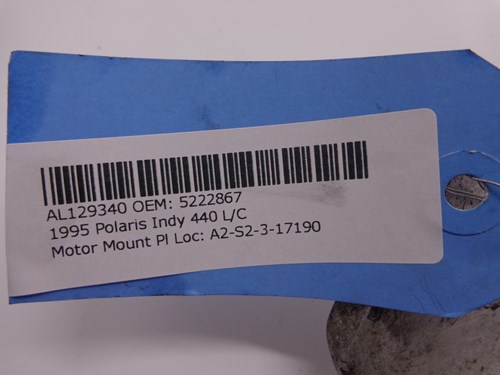 AL129340 OEM: 5222867
1995 Polaris Indy 440 L/C
Motor Mount Pl Loc: A2-S2-3-17190